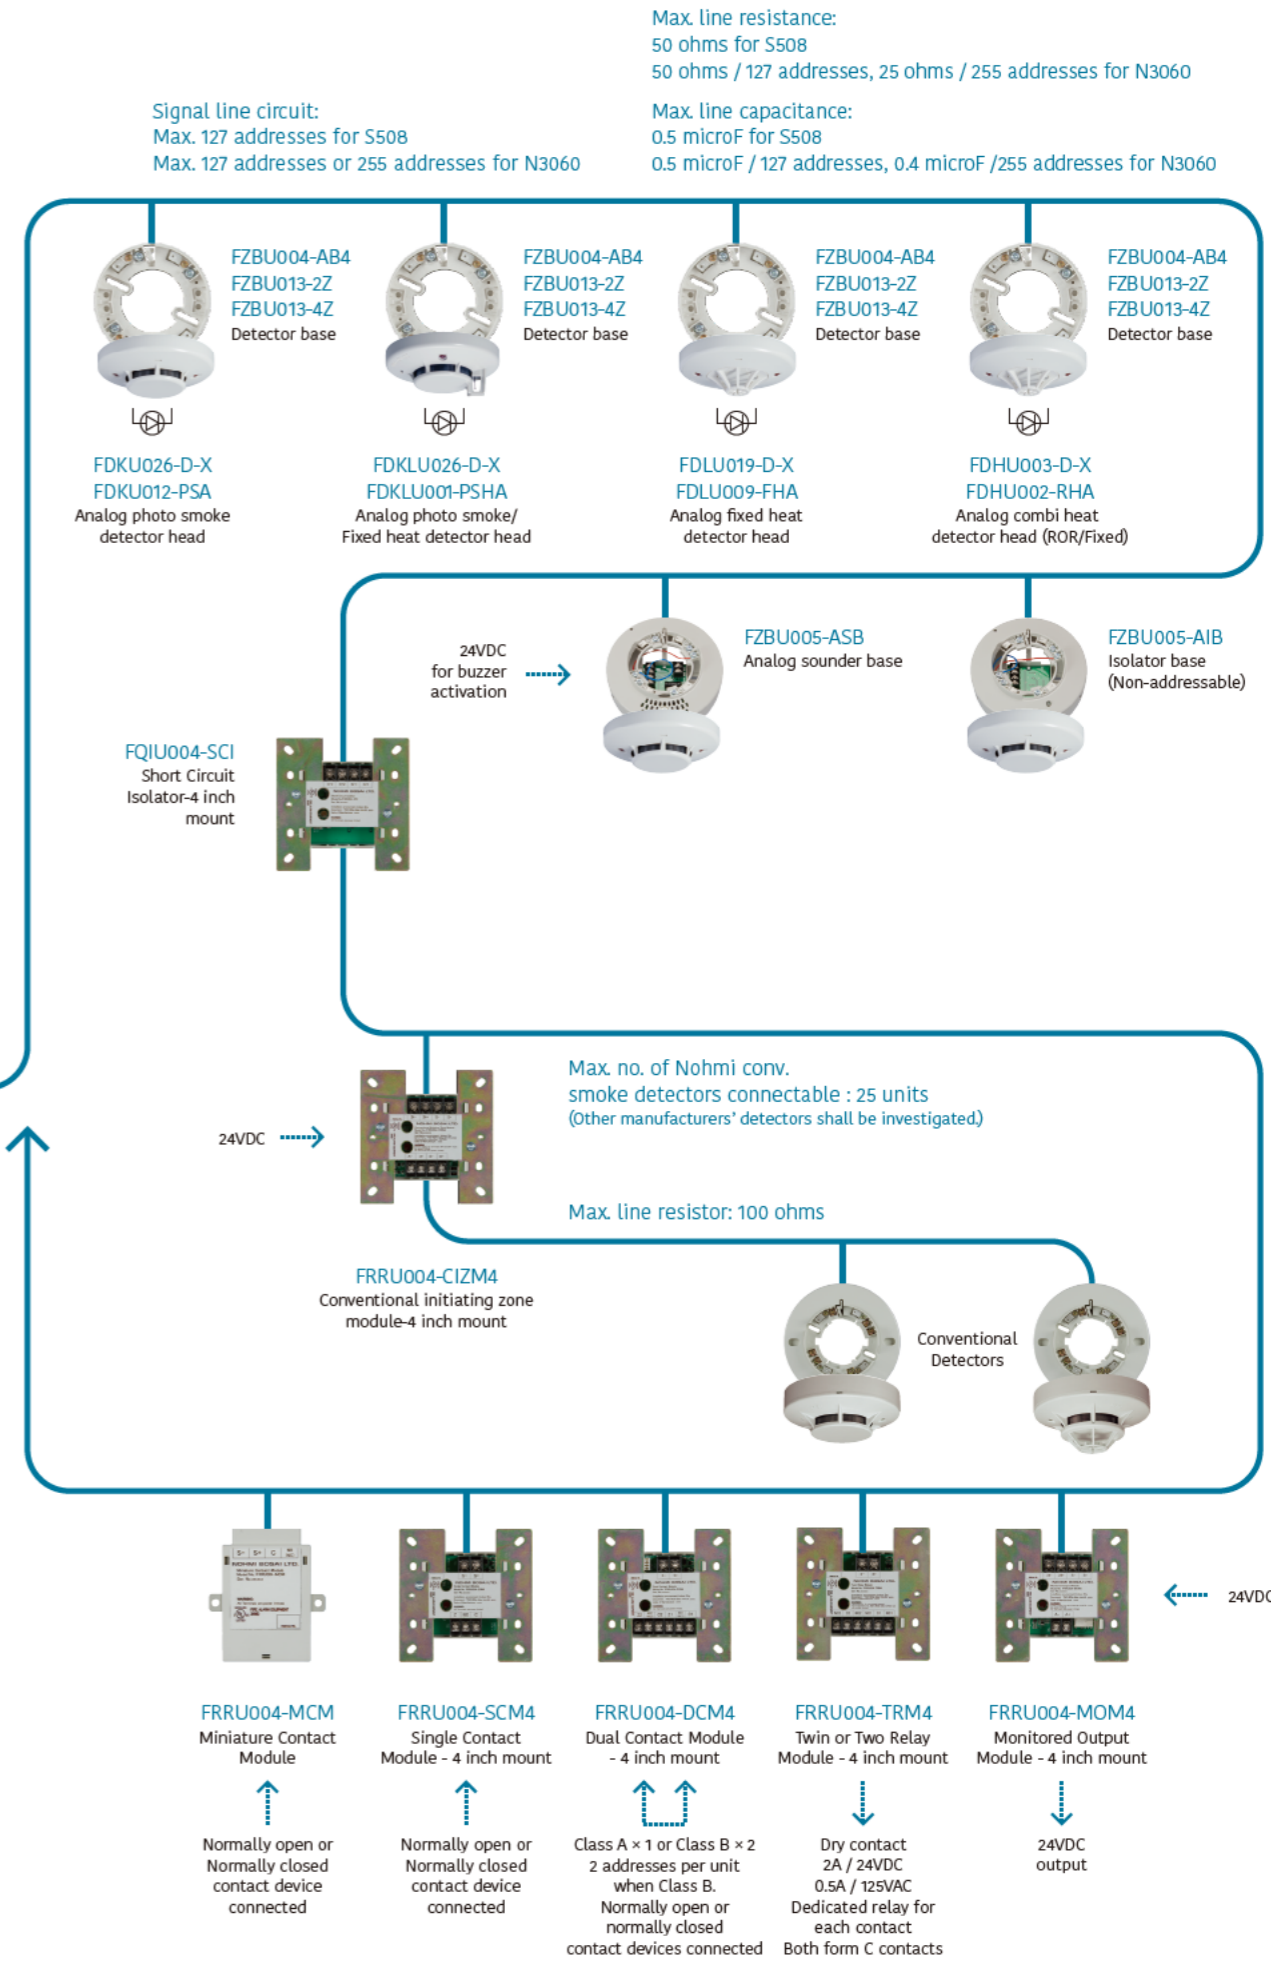 Max. line resistance:
50 ohms for S508
50 ohms / 127 addresses, 25 ohms / 255 addresses for N3060
Signal line circuit:
Max. 127 addresses for S508
Max. 127 addresses or 255 addresses for N3060
Max. line capacitance:
0.5 microF for S508
0.5 microF / 127 addresses, 0.4 microF /255 addresses for N3060
FZBU004-AB4
FZBU013-2Z
FZBU013-4Z
Detector base
FZBU004-AB4
FZBU013-2Z
FZBU013-4Z
Detector base
FZBU004-AB4
FZBU013-2Z
FZBU013-4Z
Detector base
FZBU004-AB4
FZBU013-2Z
FZBU013-4Z
Detector base
FDKU026-D-X
FDKU012-PSA
Analog photo smoke
detector head
FDKLU026-D-X
FDKLU001-PSHA
Analog photo smoke/
Fixed heat detector head
FDLU019-D-X
FDLU009-FHA
Analog fixed heat
detector head
FDHU003-D-X
FDHU002-RHA
Analog combi heat
detector head (ROR/Fixed)
24VDC
for buzzer
activation
FZBU005-ASB
Analog sounder base
FZBU005-AIB
Isolator base
(Non-addressable)
FQIU004-SCI
Short Circuit
Isolator-4 inch
mount
Max. no. of Nohmi conv.
smoke detectors connectable : 25 units
(Other manufacturers' detectors shall be investigated.)
24VDC
Max. line resistor: 100 ohms
FRRU004-CIZM4
Conventional initiating zone
module-4 inch mount
Conventional
Detectors
S- S+ C
NOHMI BOSAI LTD.
24VDC
FRRU004-MCM
Miniature Contact
Module
Normally open or
Normally closed
contact device
connected
FRRU004-SCM4
Single Contact
Module - 4 inch mount
Normally open or
Normally closed
contact device
connected
FRRU004-DCM4
Dual Contact Module
- 4 inch mount
Class A × 1 or Class B × 2
2 addresses per unit
when Class B.
Normally open or
normally closed
contact devices connected
FRRU004-TRM4
Twin or Two Relay
Module - 4 inch mount
Dry contact
2A / 24VDC
0.5A / 125VAC
Dedicated relay for
each contact
Both form C contacts
FRRU004-MOM4
Monitored Output
Module - 4 inch mount
24VDC
output